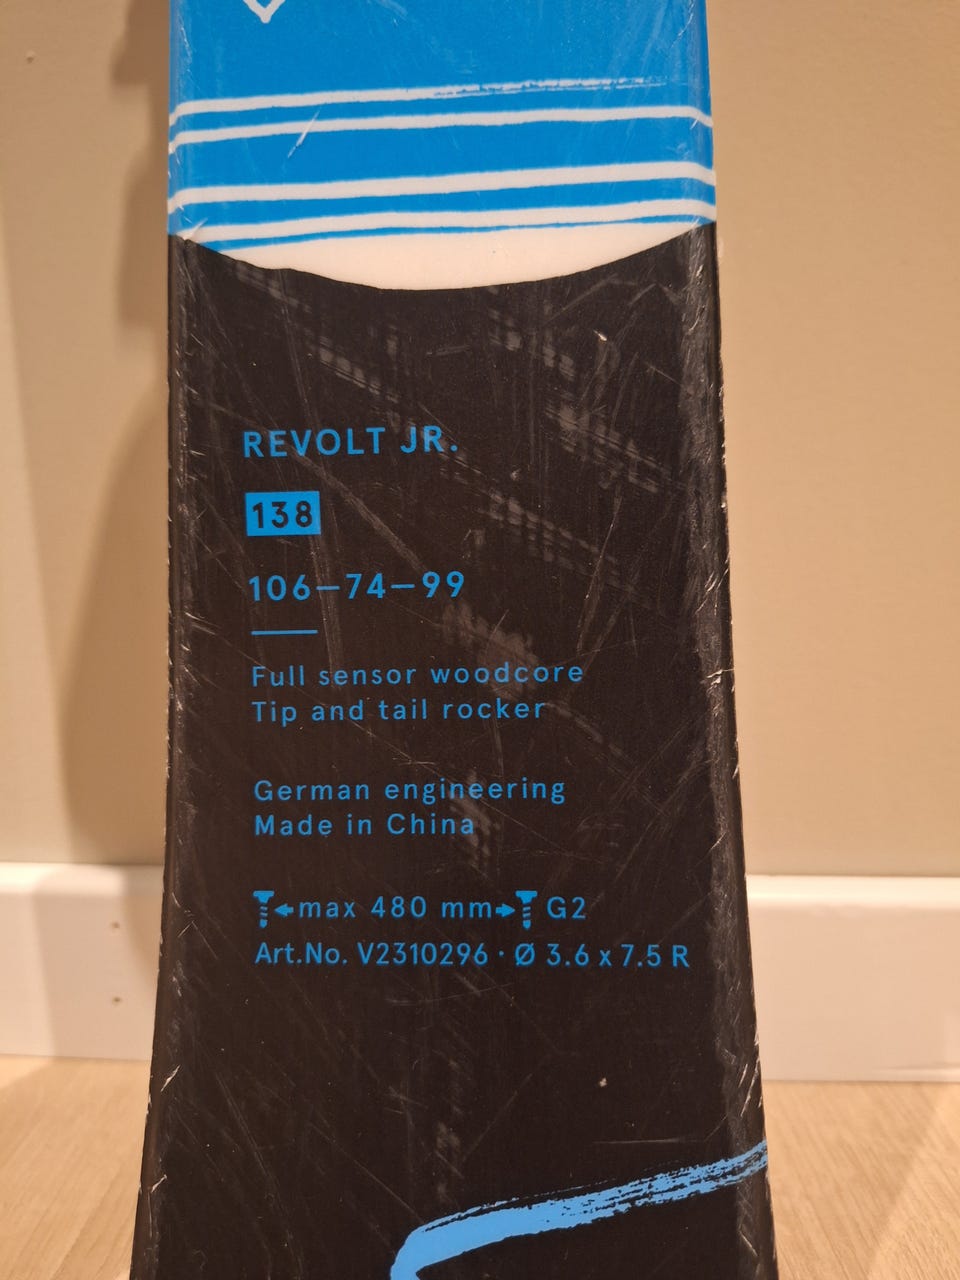 REVOLT JR.
138
106–74–99
Full sensor woodcore
Tip and tail rocker
German engineering
Made in China
max 480 mm G2
Art.No. V2310296 · Ø 3.6 x 7.5 R